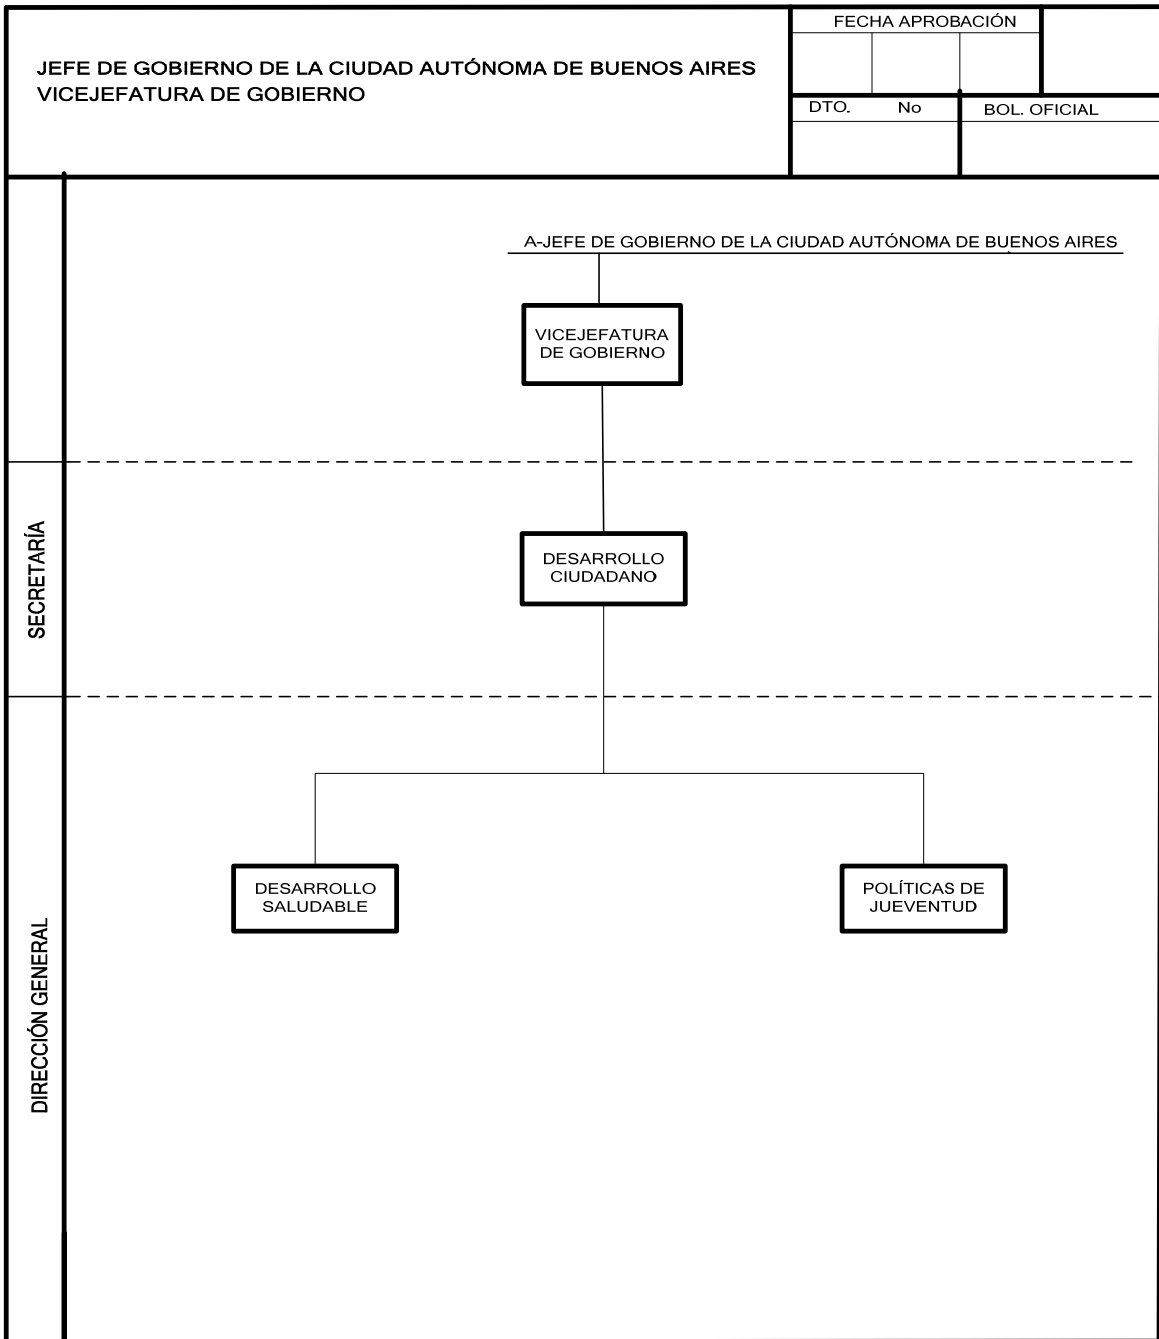 JEFE DE GOBIERNO DE LA CIUDAD AUTÓNOMA DE BUENOS AIRES
VICEJEFATURA DE GOBIERNO
FECHA APROBACIÓN
DTO. No
BOL. OFICIAL
A-JEFE DE GOBIERNO DE LA CIUDAD AUTÓNOMA DE BUENOS AIRES
VICEJEFATURA
DE GOBIERNO
SECRETARÍA
DESARROLLO
CIUDADANO
DIRECCIÓN GENERAL
DESARROLLO
SALUDABLE
POLÍTICAS DE
JUEVENTUD